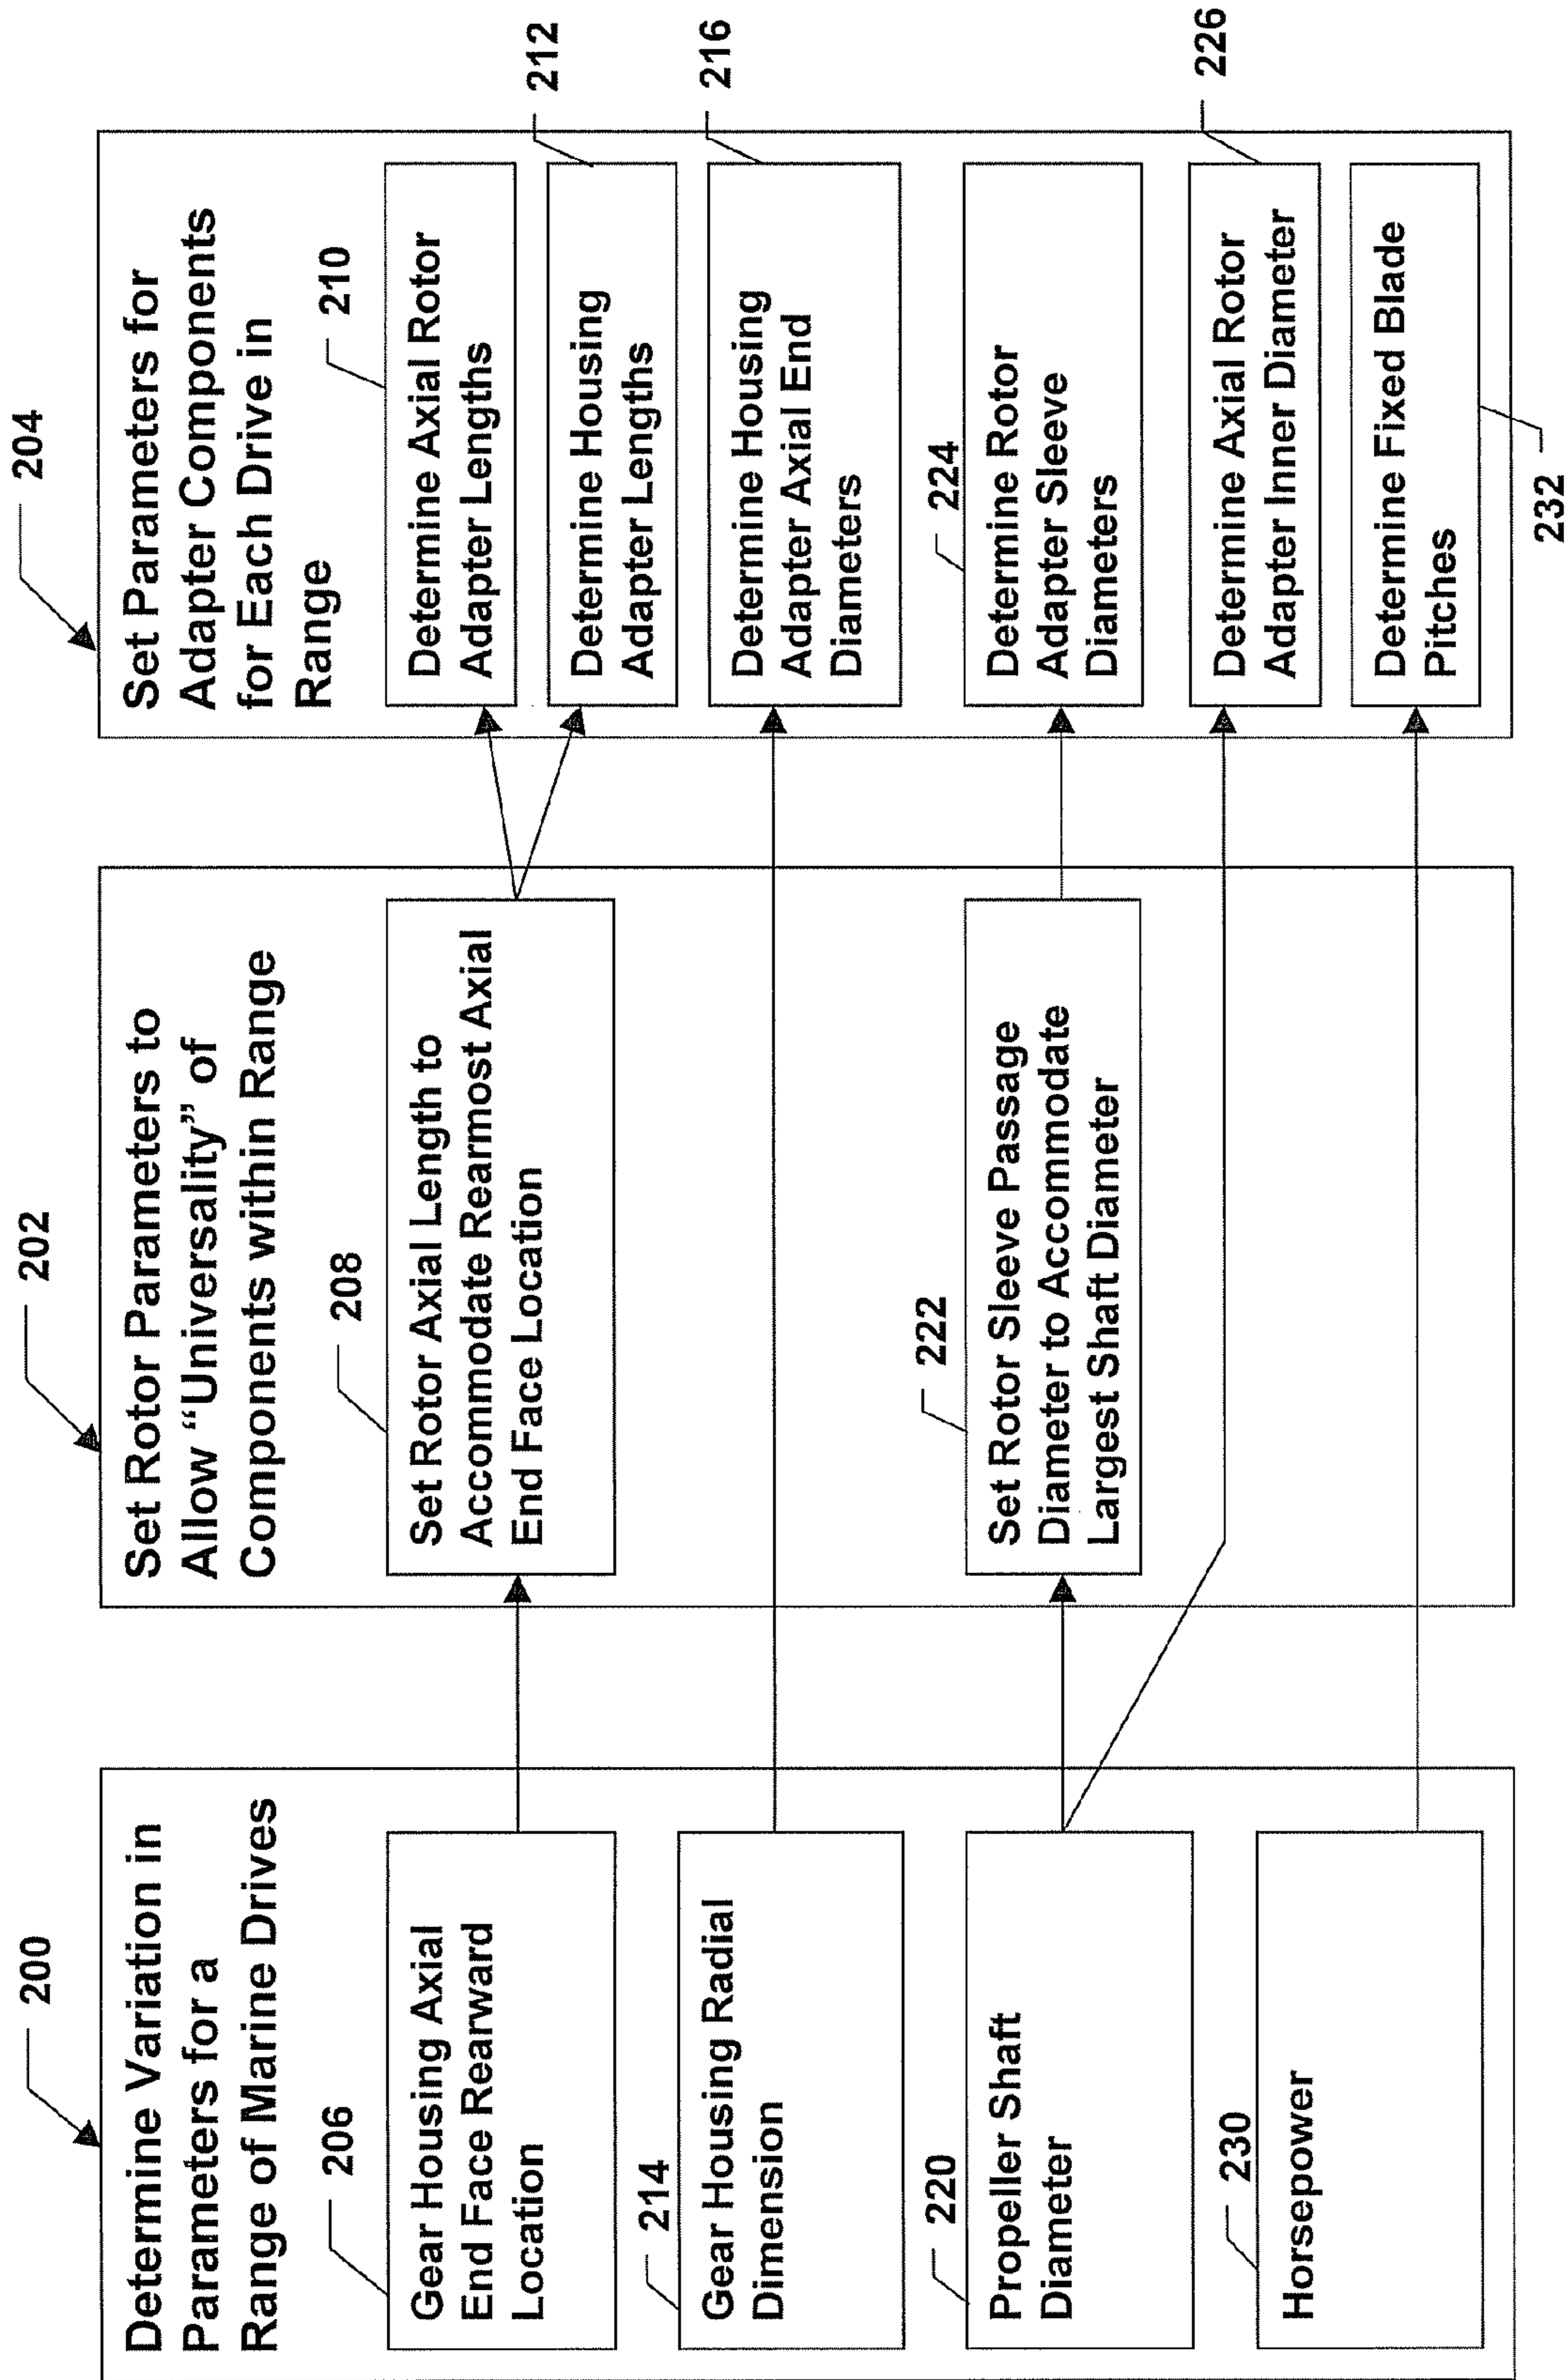 200
Determine Variation in
Parameters for a
Range of Marine Drives
206
Gear Housing Axial
End Face Rearward
Location
214
Gear Housing Radial
Dimension
220
Propeller Shaft
Diameter
230
Horsepower
202
Set Rotor Parameters to
Allow “Universality” of
Components within Range
208
Set Rotor Axial Length to
Accommodate Rearmost Axial
End Face Location
222
Set Rotor Sleeve Passage
Diameter to Accommodate
Largest Shaft Diameter
204
Set Parameters for
Adapter Components
for Each Drive in
Range
210
Determine Axial Rotor
Adapter Lengths
212
Determine Housing
Adapter Lengths
216
Determine Housing
Adapter Axial End
Diameters
224
Determine Rotor
Adapter Sleeve
Diameters
226
Determine Axial Rotor
Adapter Inner Diameter
Determine Fixed Blade
Pitches
232